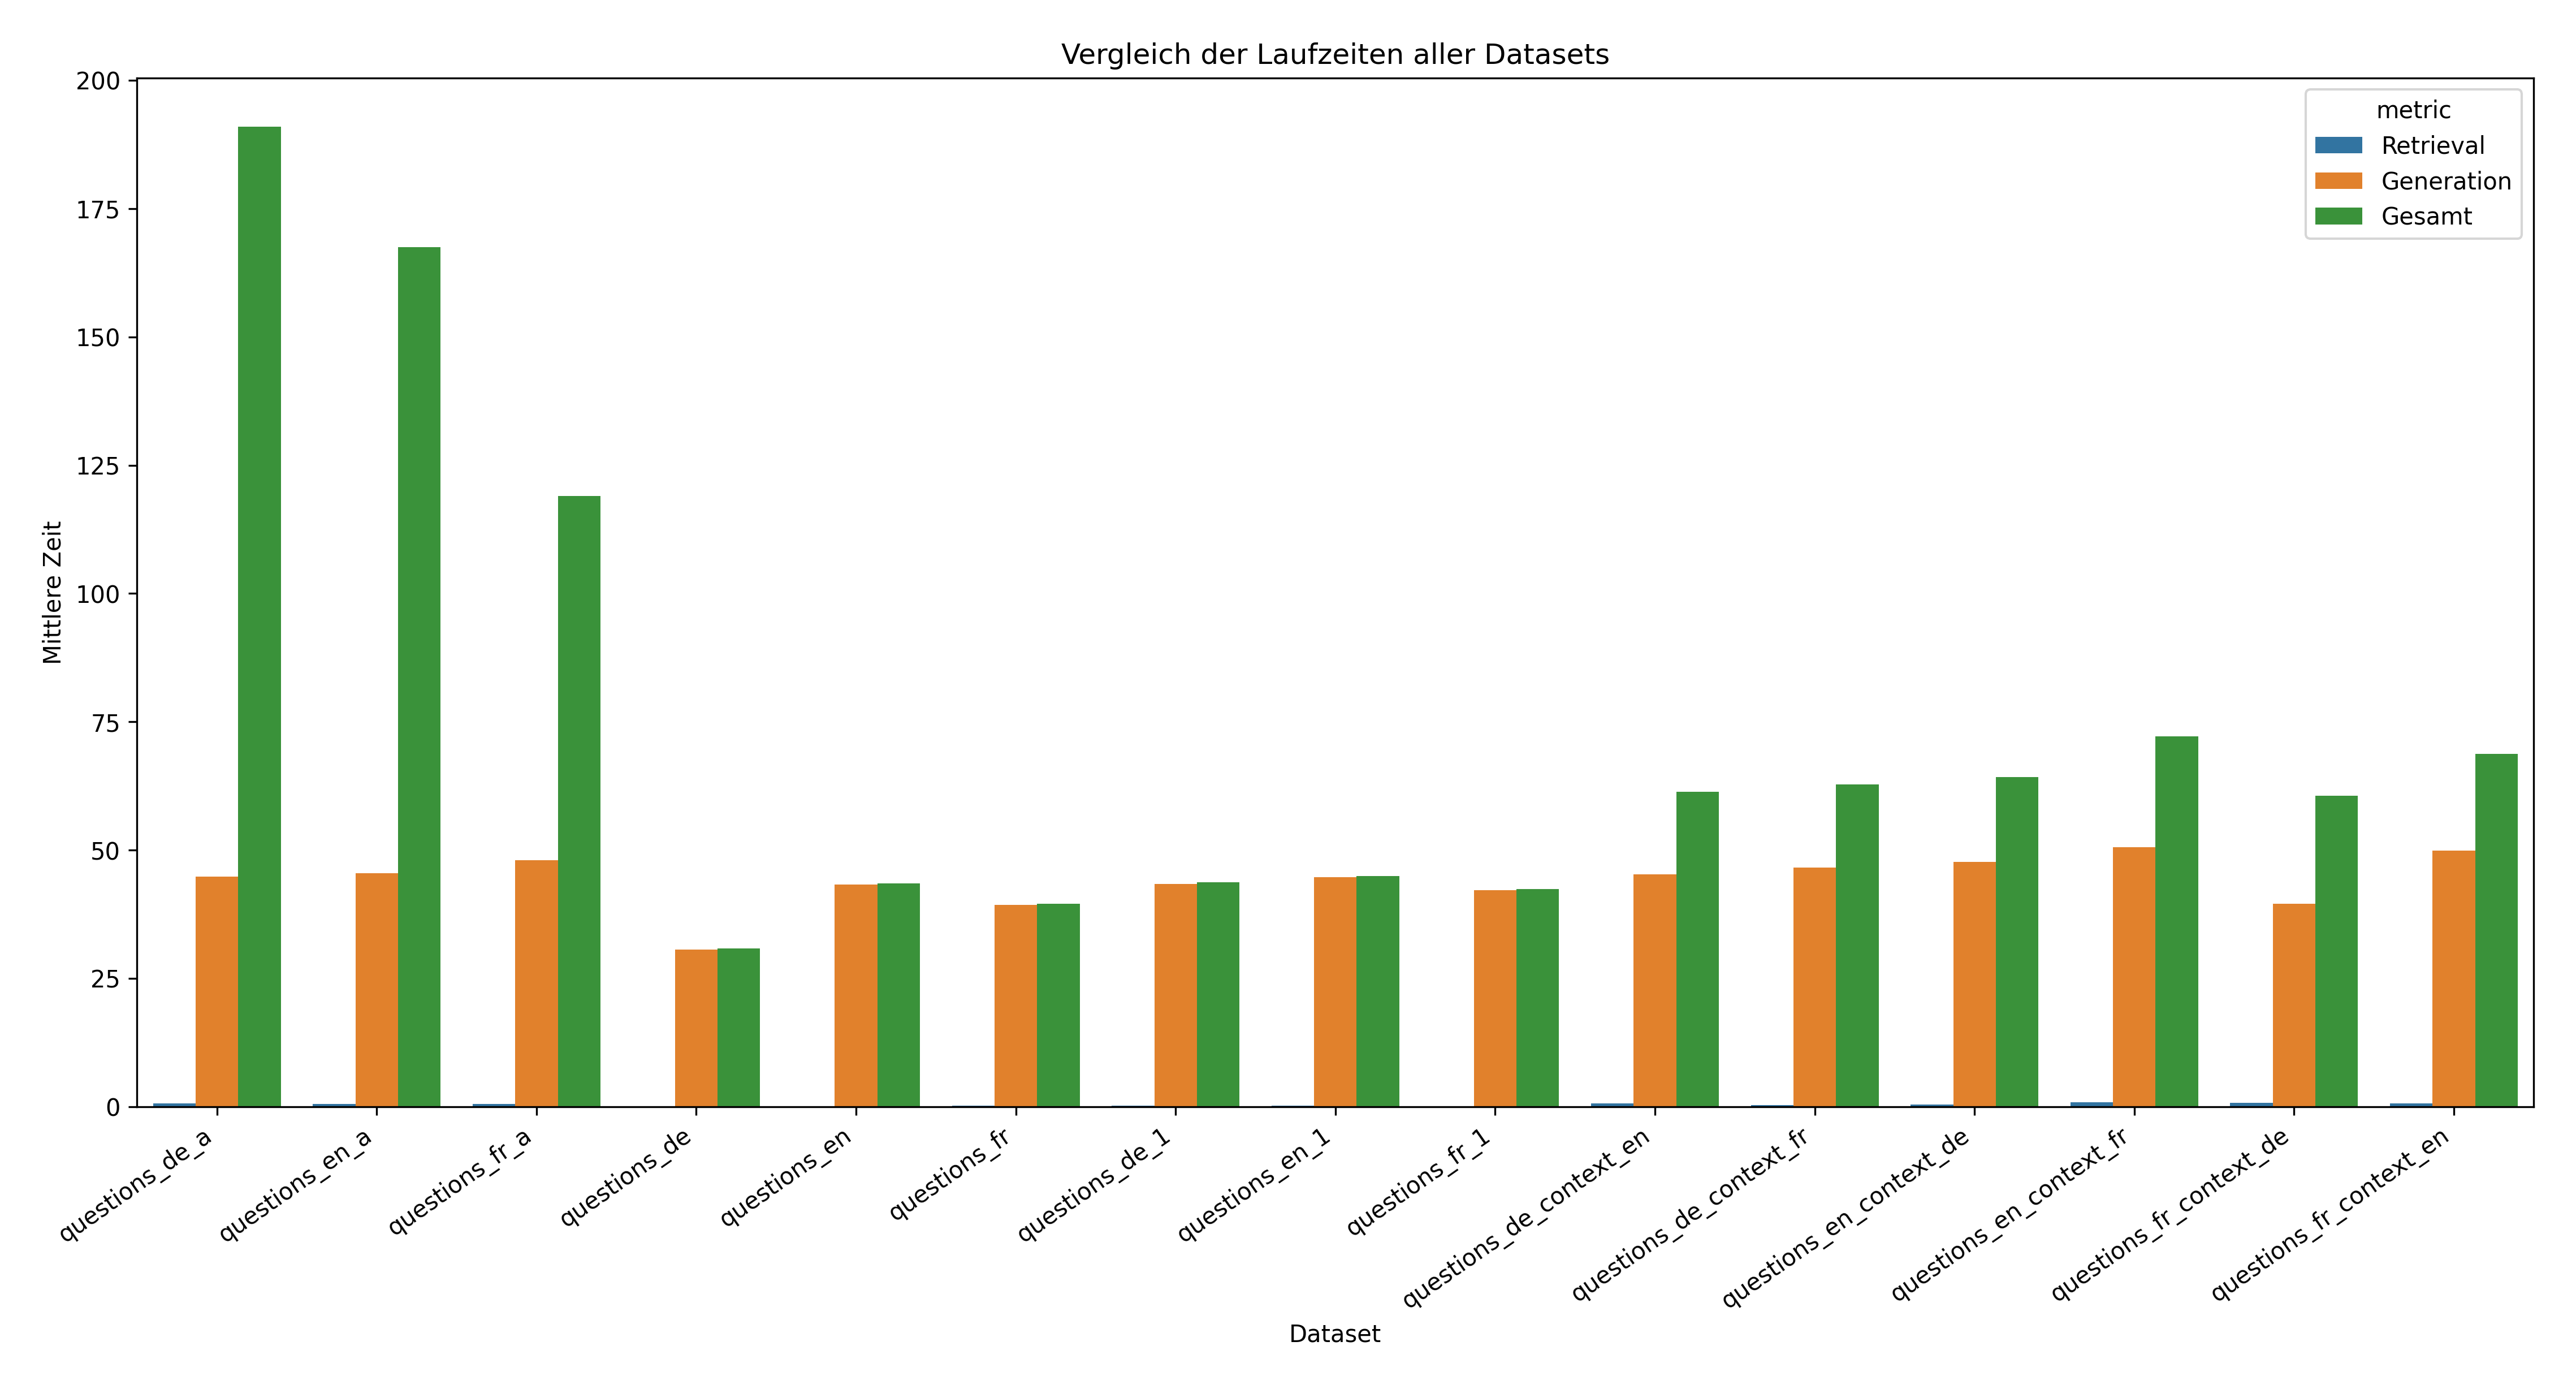 Vergleich der Laufzeiten aller Datasets
metric
Retrieval
Generation
Gesamt
Mittlere Zeit
200
175
150
125
100
75
50
25
0
questions_de_a
questions_en_a
questions_fr_a
questions_de
questions_en
questions_fr
questions_de_1
questions_en_1
questions_fr_1
questions_de_context_en
questions_de_context_fr
questions_en_context_de
questions_en_context_fr
questions_fr_context_de
questions_fr_context_en
Dataset